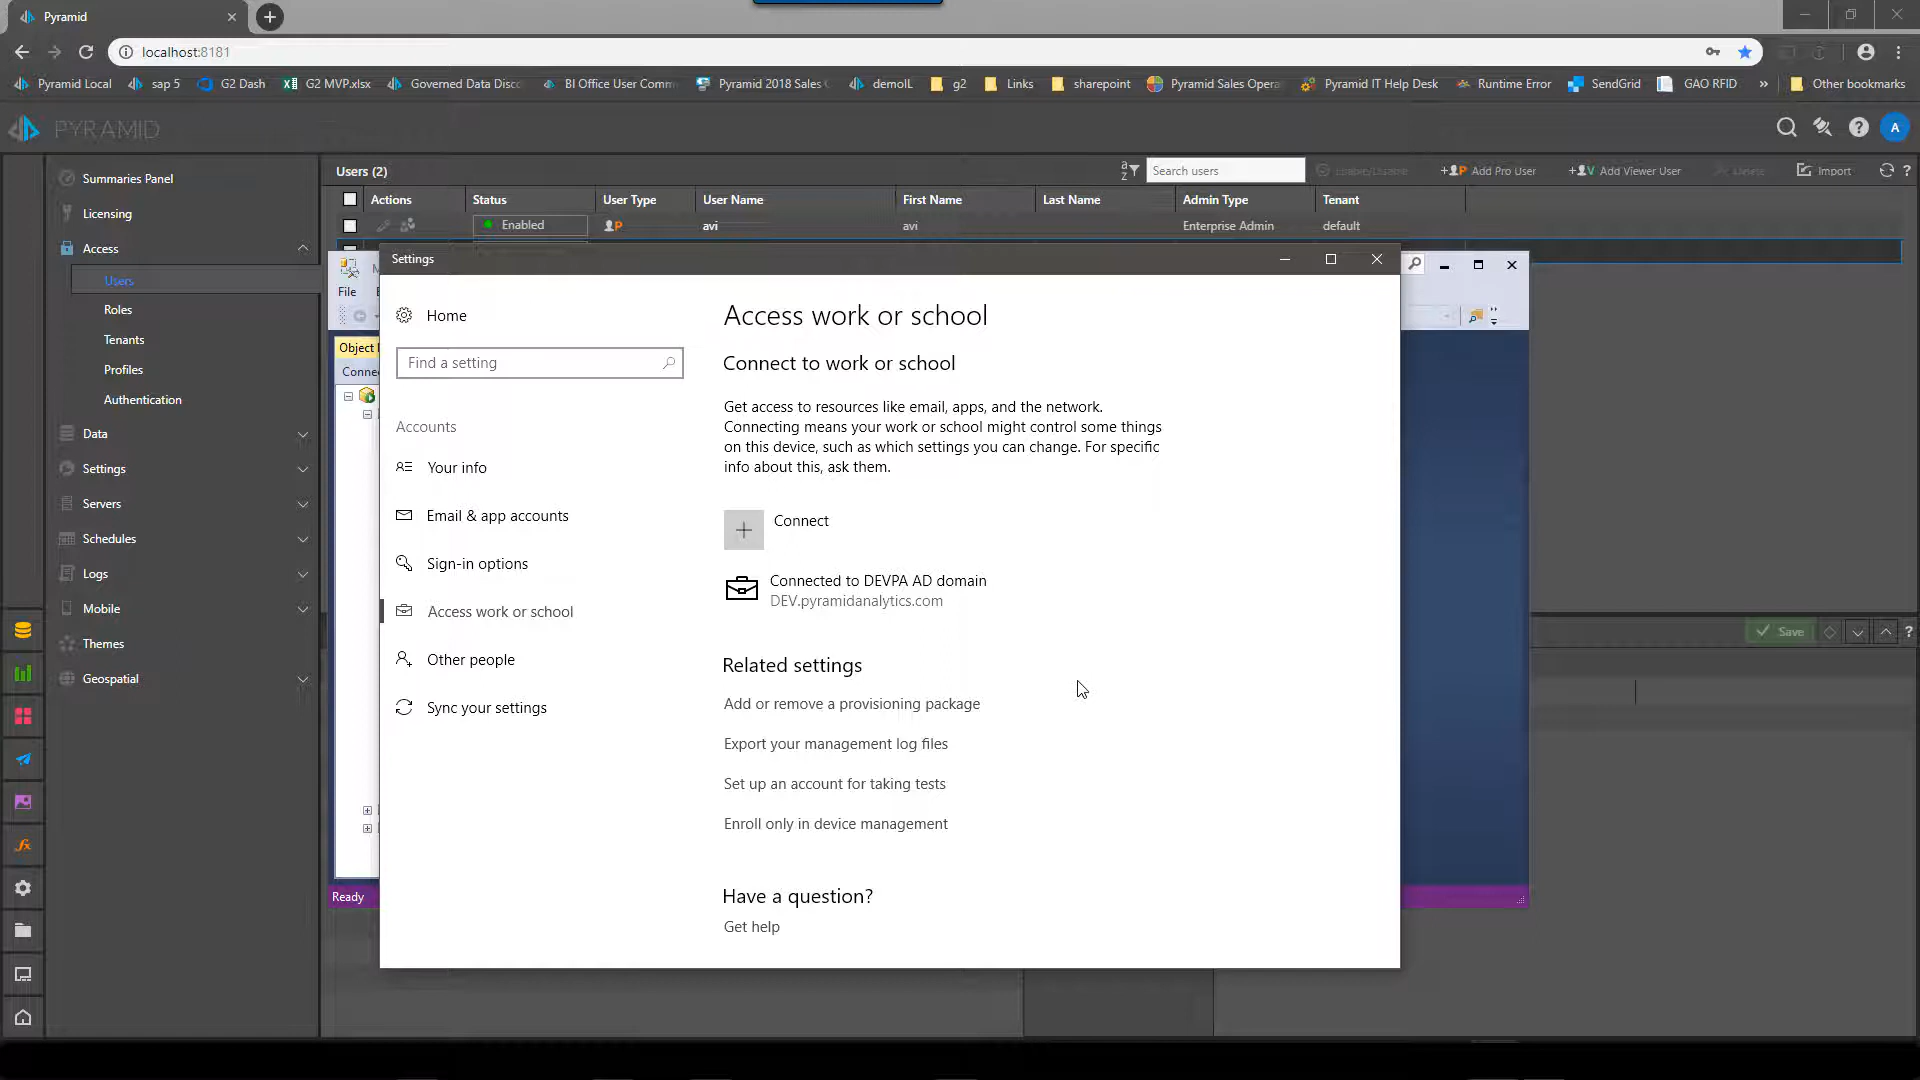 Pyramid
localhost:8181
Pyramid Local
sap 5
G2 Dash
G2 MVP.xlsx
Governed Data Disc
BI Office User Comm
Pyramid 2018 Sales
demoIL
g2
Links
sharepoint
Pyramid Sales Opera
Pyramid IT Help Desk
Runtime Error
SendGrid
GAO RFID
»
Other bookmarks
PYRAMID
A
Summaries Panel
Licensing
Access
Users
Roles
Tenants
Profiles
Authentication
Data
Settings
Servers
Schedules
Logs
Mobile
Themes
Geospatial
Users (2)
Search users
Enable/Disable
Add Pro User
Add Viewer User
Delete
Import
Actions
Status
User Type
User Name
First Name
Last Name
Admin Type
Tenant
Enabled
avi
avi
Enterprise Admin
default
File
Object
Conne
Ready
Save
Settings
Home
Find a setting
Accounts
Your info
Email & app accounts
Sign-in options
Access work or school
Other people
Sync your settings
Access work or school
Connect to work or school
Get access to resources like email, apps, and the network.
Connecting means your work or school might control some things
on this device, such as which settings you can change. For specific
info about this, ask them.
Connect
Connected to DEVPA AD domain
DEV.pyramidanalytics.com
Related settings
Add or remove a provisioning package
Export your management log files
Set up an account for taking tests
Enroll only in device management
Have a question?
Get help